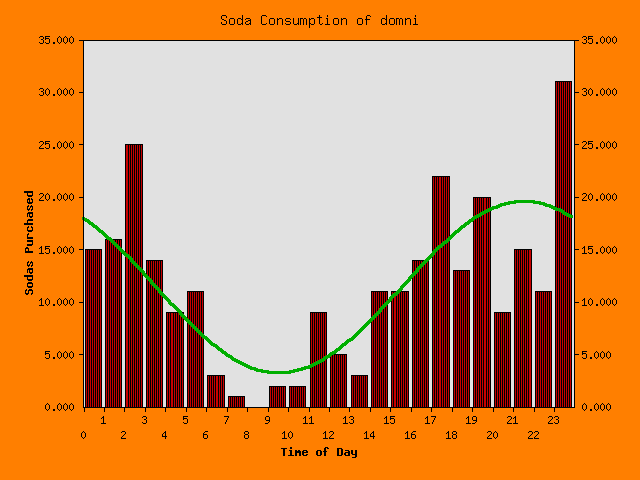 Soda Consumption of domni
35.000 35.000
30.000 30.000
25.000 25.000
20.000 20.000
Sodas Purchased
15.000 15.000
10.000 10.000
5.000 5.000
0.000 0.000
1 3 4 5 7 9 11 13 15 17 19 21 23
0 2 4 6 8 10 12 14 16 18 20 22
Time of Day